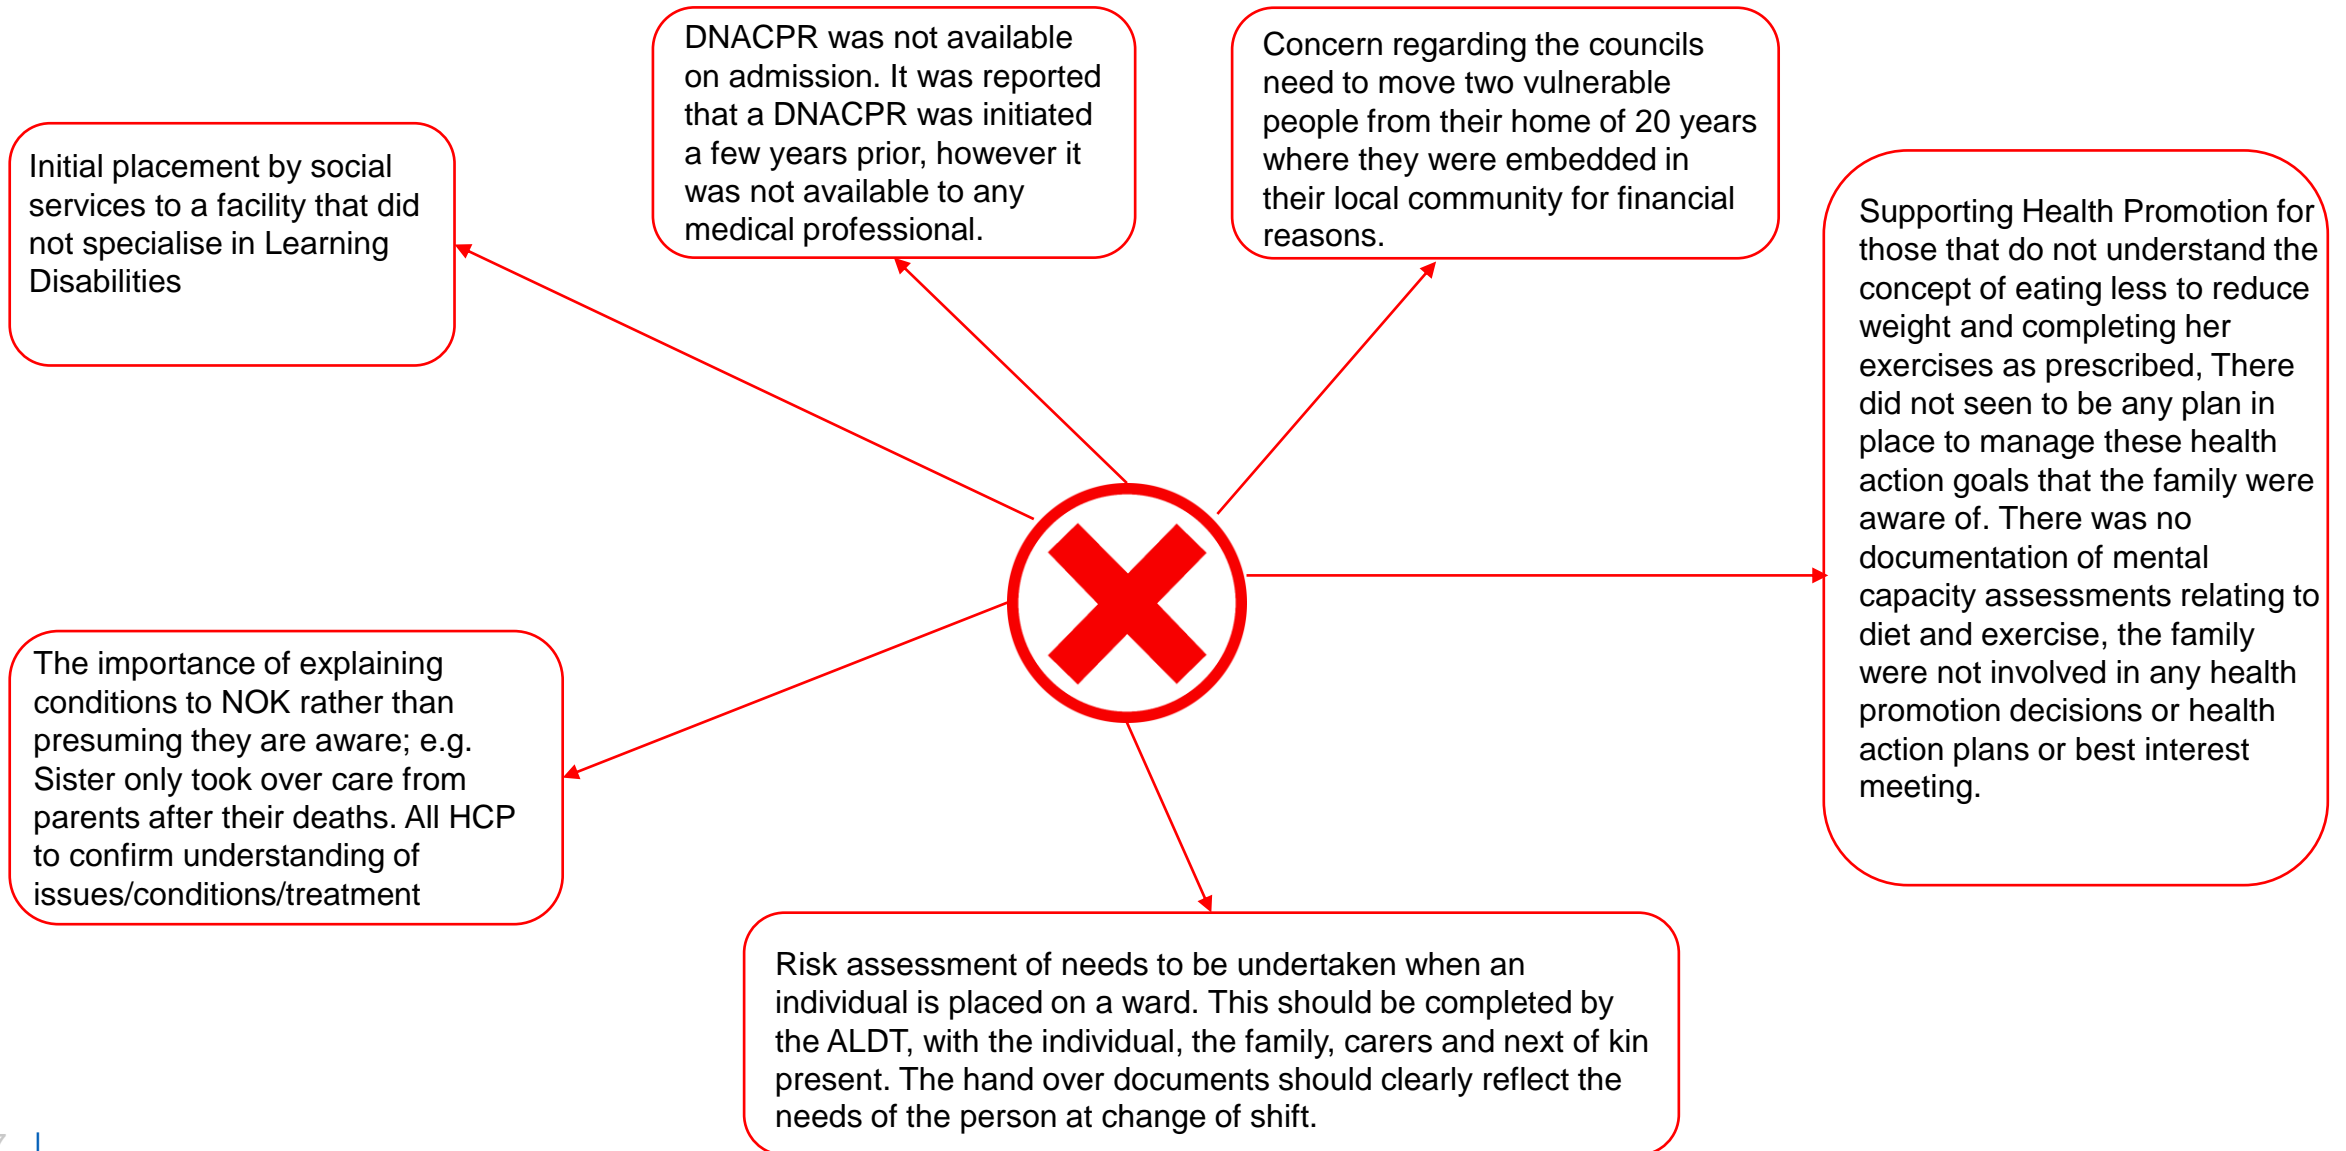 DNACPR was not available
on admission. It was reported
that a DNACPR was initiated
a few years prior, however it
was not available to any
medical professional.
Concern regarding the councils
need to move two vulnerable
people from their home of 20 years
where they were embedded in
their local community for financial
reasons.
Initial placement by social
services to a facility that did
not specialise in Learning
Disabilities
Supporting Health Promotion for
those that do not understand the
concept of eating less to reduce
weight and completing her
exercises as prescribed, There
did not seen to be any plan in
place to manage these health
action goals that the family were
aware of. There was no
documentation of mental
capacity assessments relating to
diet and exercise, the family
were not involved in any health
promotion decisions or health
action plans or best interest
meeting.
The importance of explaining
conditions to NOK rather than
presuming they are aware; e.g.
Sister only took over care from
parents after their deaths. All HCP
to confirm understanding of
issues/conditions/treatment
Risk assessment of needs to be undertaken when an
individual is placed on a ward. This should be completed by
the ALDT, with the individual, the family, carers and next of kin
present. The hand over documents should clearly reflect the
needs of the person at change of shift.